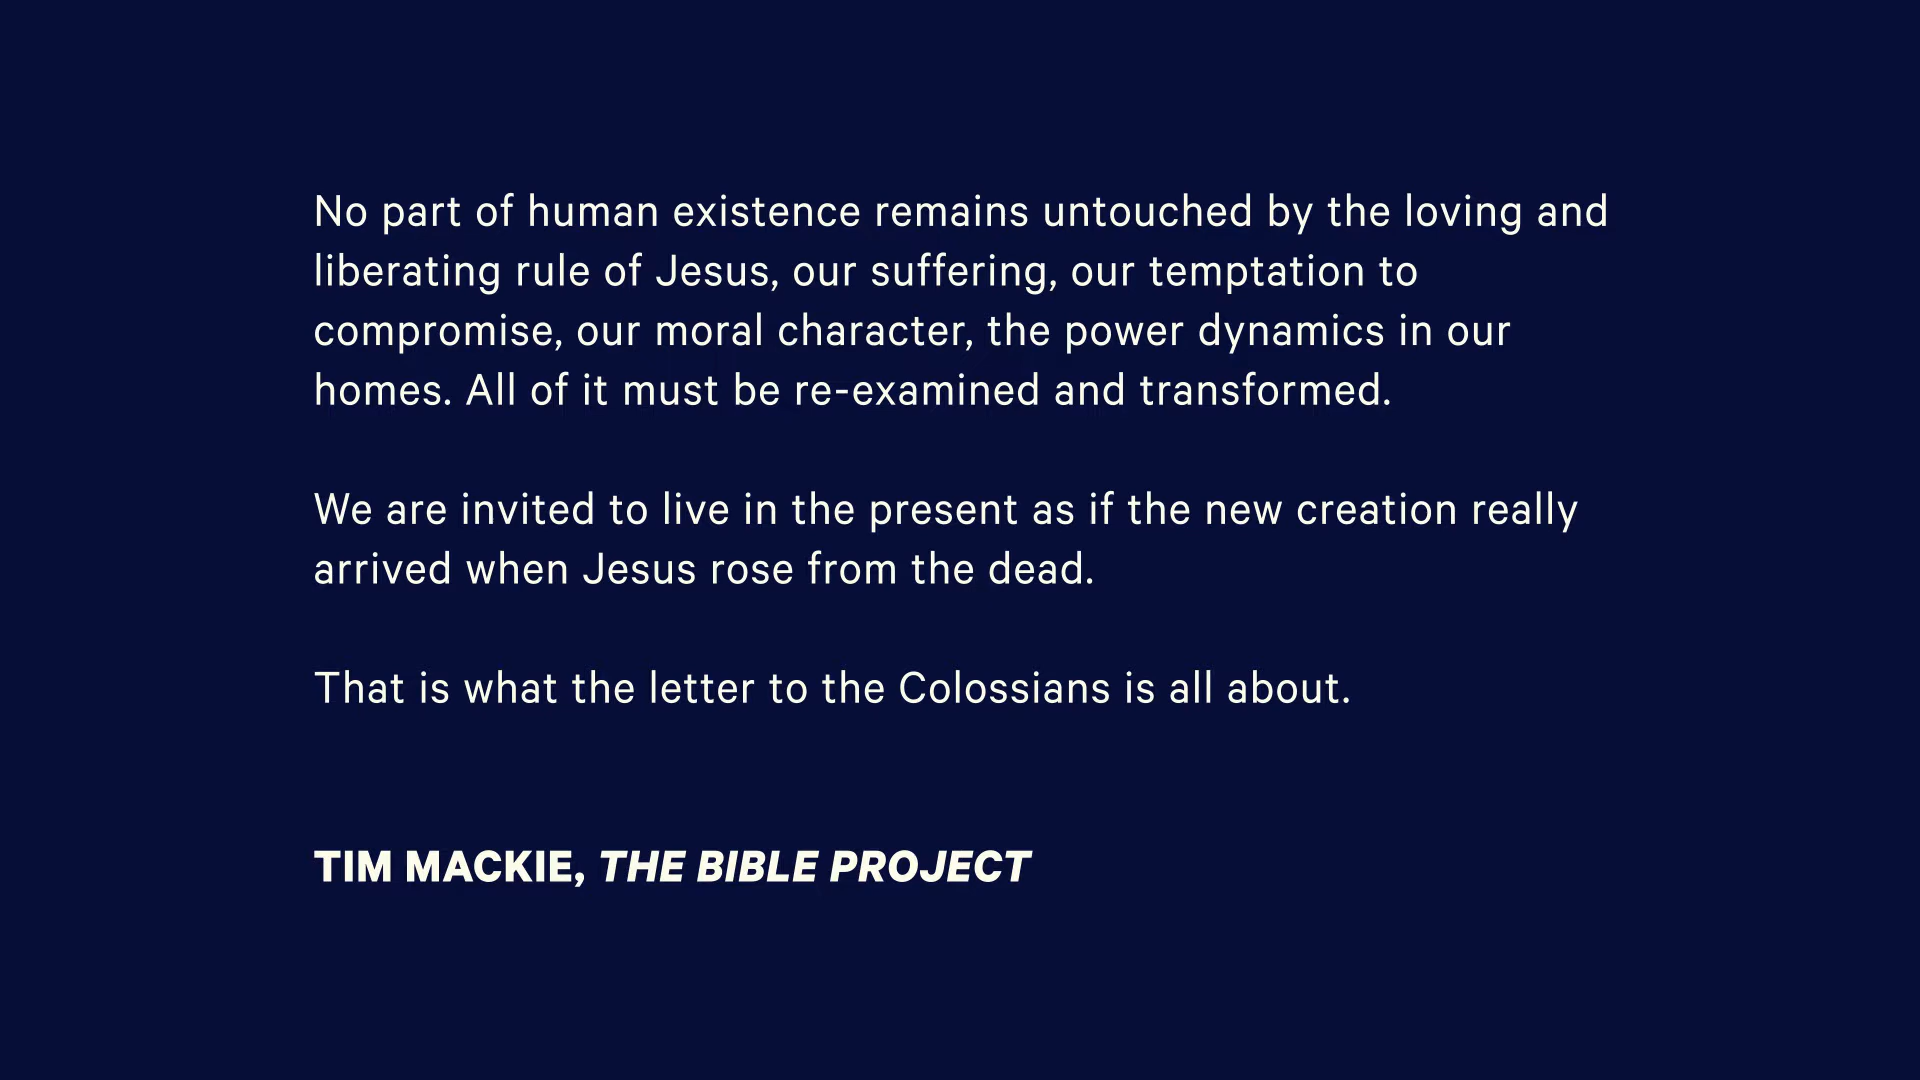 No part of human existence remains untouched by the loving and
liberating rule of Jesus, our suffering, our temptation to
compromise, our moral character, the power dynamics in our
homes. All of it must be re-examined and transformed.
We are invited to live in the present as if the new creation really
arrived when Jesus rose from the dead.
That is what the letter to the Colossians is all about.
TIM MACKIE, THE BIBLE PROJECT